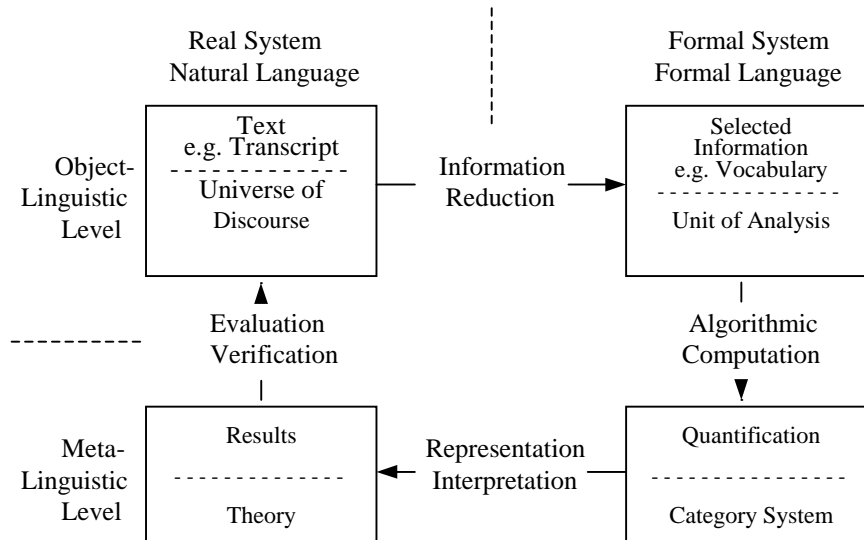 Real System
Natural Language
Formal System
Formal Language
Object-
Linguistic
Level
Text
e.g. Transcript
Universe of
Discourse
Information
Reduction
Selected
Information
e.g. Vocabulary
Unit of Analysis
Evaluation
Verification
Algorithmic
Computation
Meta-
Linguistic
Level
Results
Theory
Representation
Interpretation
Quantification
Category System